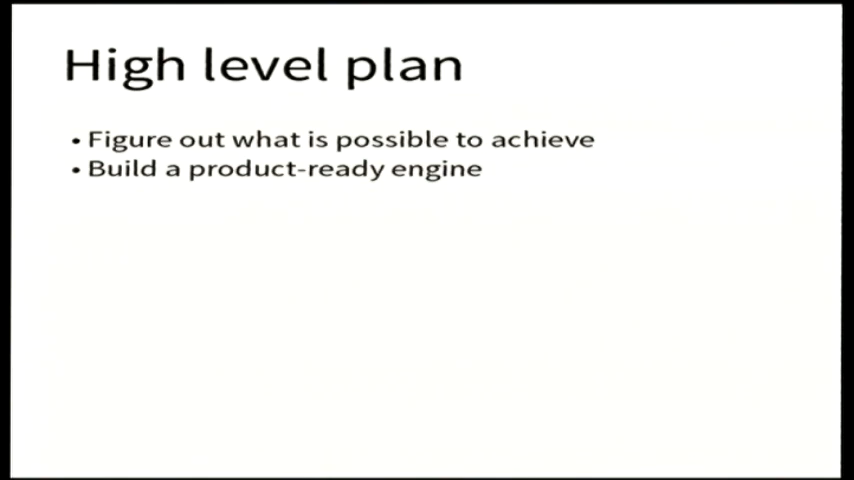 High level plan
• Figure out what is possible to achieve
• Build a product-ready engine